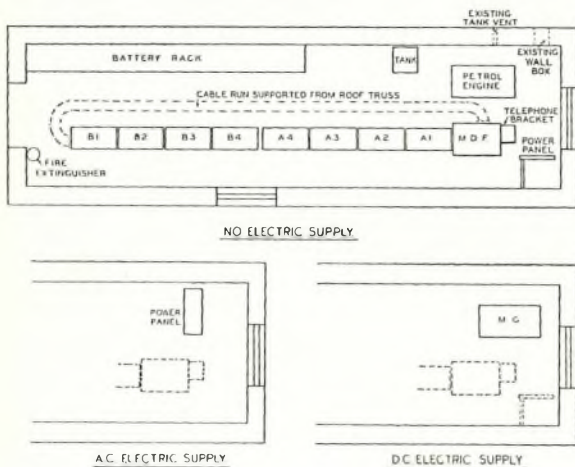 EXISTING
TANK VENT
BATTERY RACK
TANK
EXISTING
WALL
BOX
PETROL
ENGINE
CABLE RUN SUPPORTED FROM ROOF TRUSS
TELEPHONE
BRACKET
B1 B2 B3 B4 A4 A3 A2 A1 M.D.F.
POWER
PANEL
FIRE
EXTINGUISHER
NO ELECTRIC SUPPLY
POWER
PANEL
M G
A.C. ELECTRIC SUPPLY
D.C. ELECTRIC SUPPLY